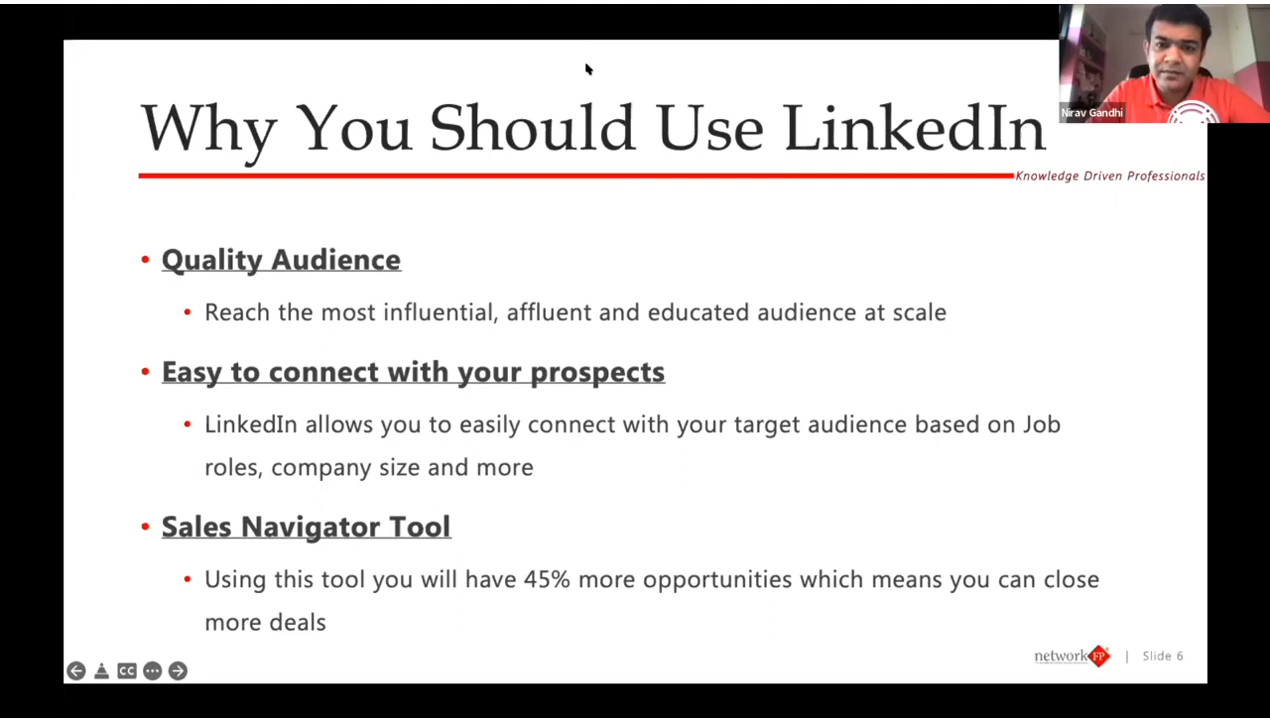 Why You Should Use LinkedIn
Nirav Gandhi
Knowledge Driven Professionals
• Quality Audience
• Reach the most influential, affluent and educated audience at scale
• Easy to connect with your prospects
• LinkedIn allows you to easily connect with your target audience based on Job
roles, company size and more
• Sales Navigator Tool
• Using this tool you will have 45% more opportunities which means you can close
more deals
CC
networkFP | Slide 6